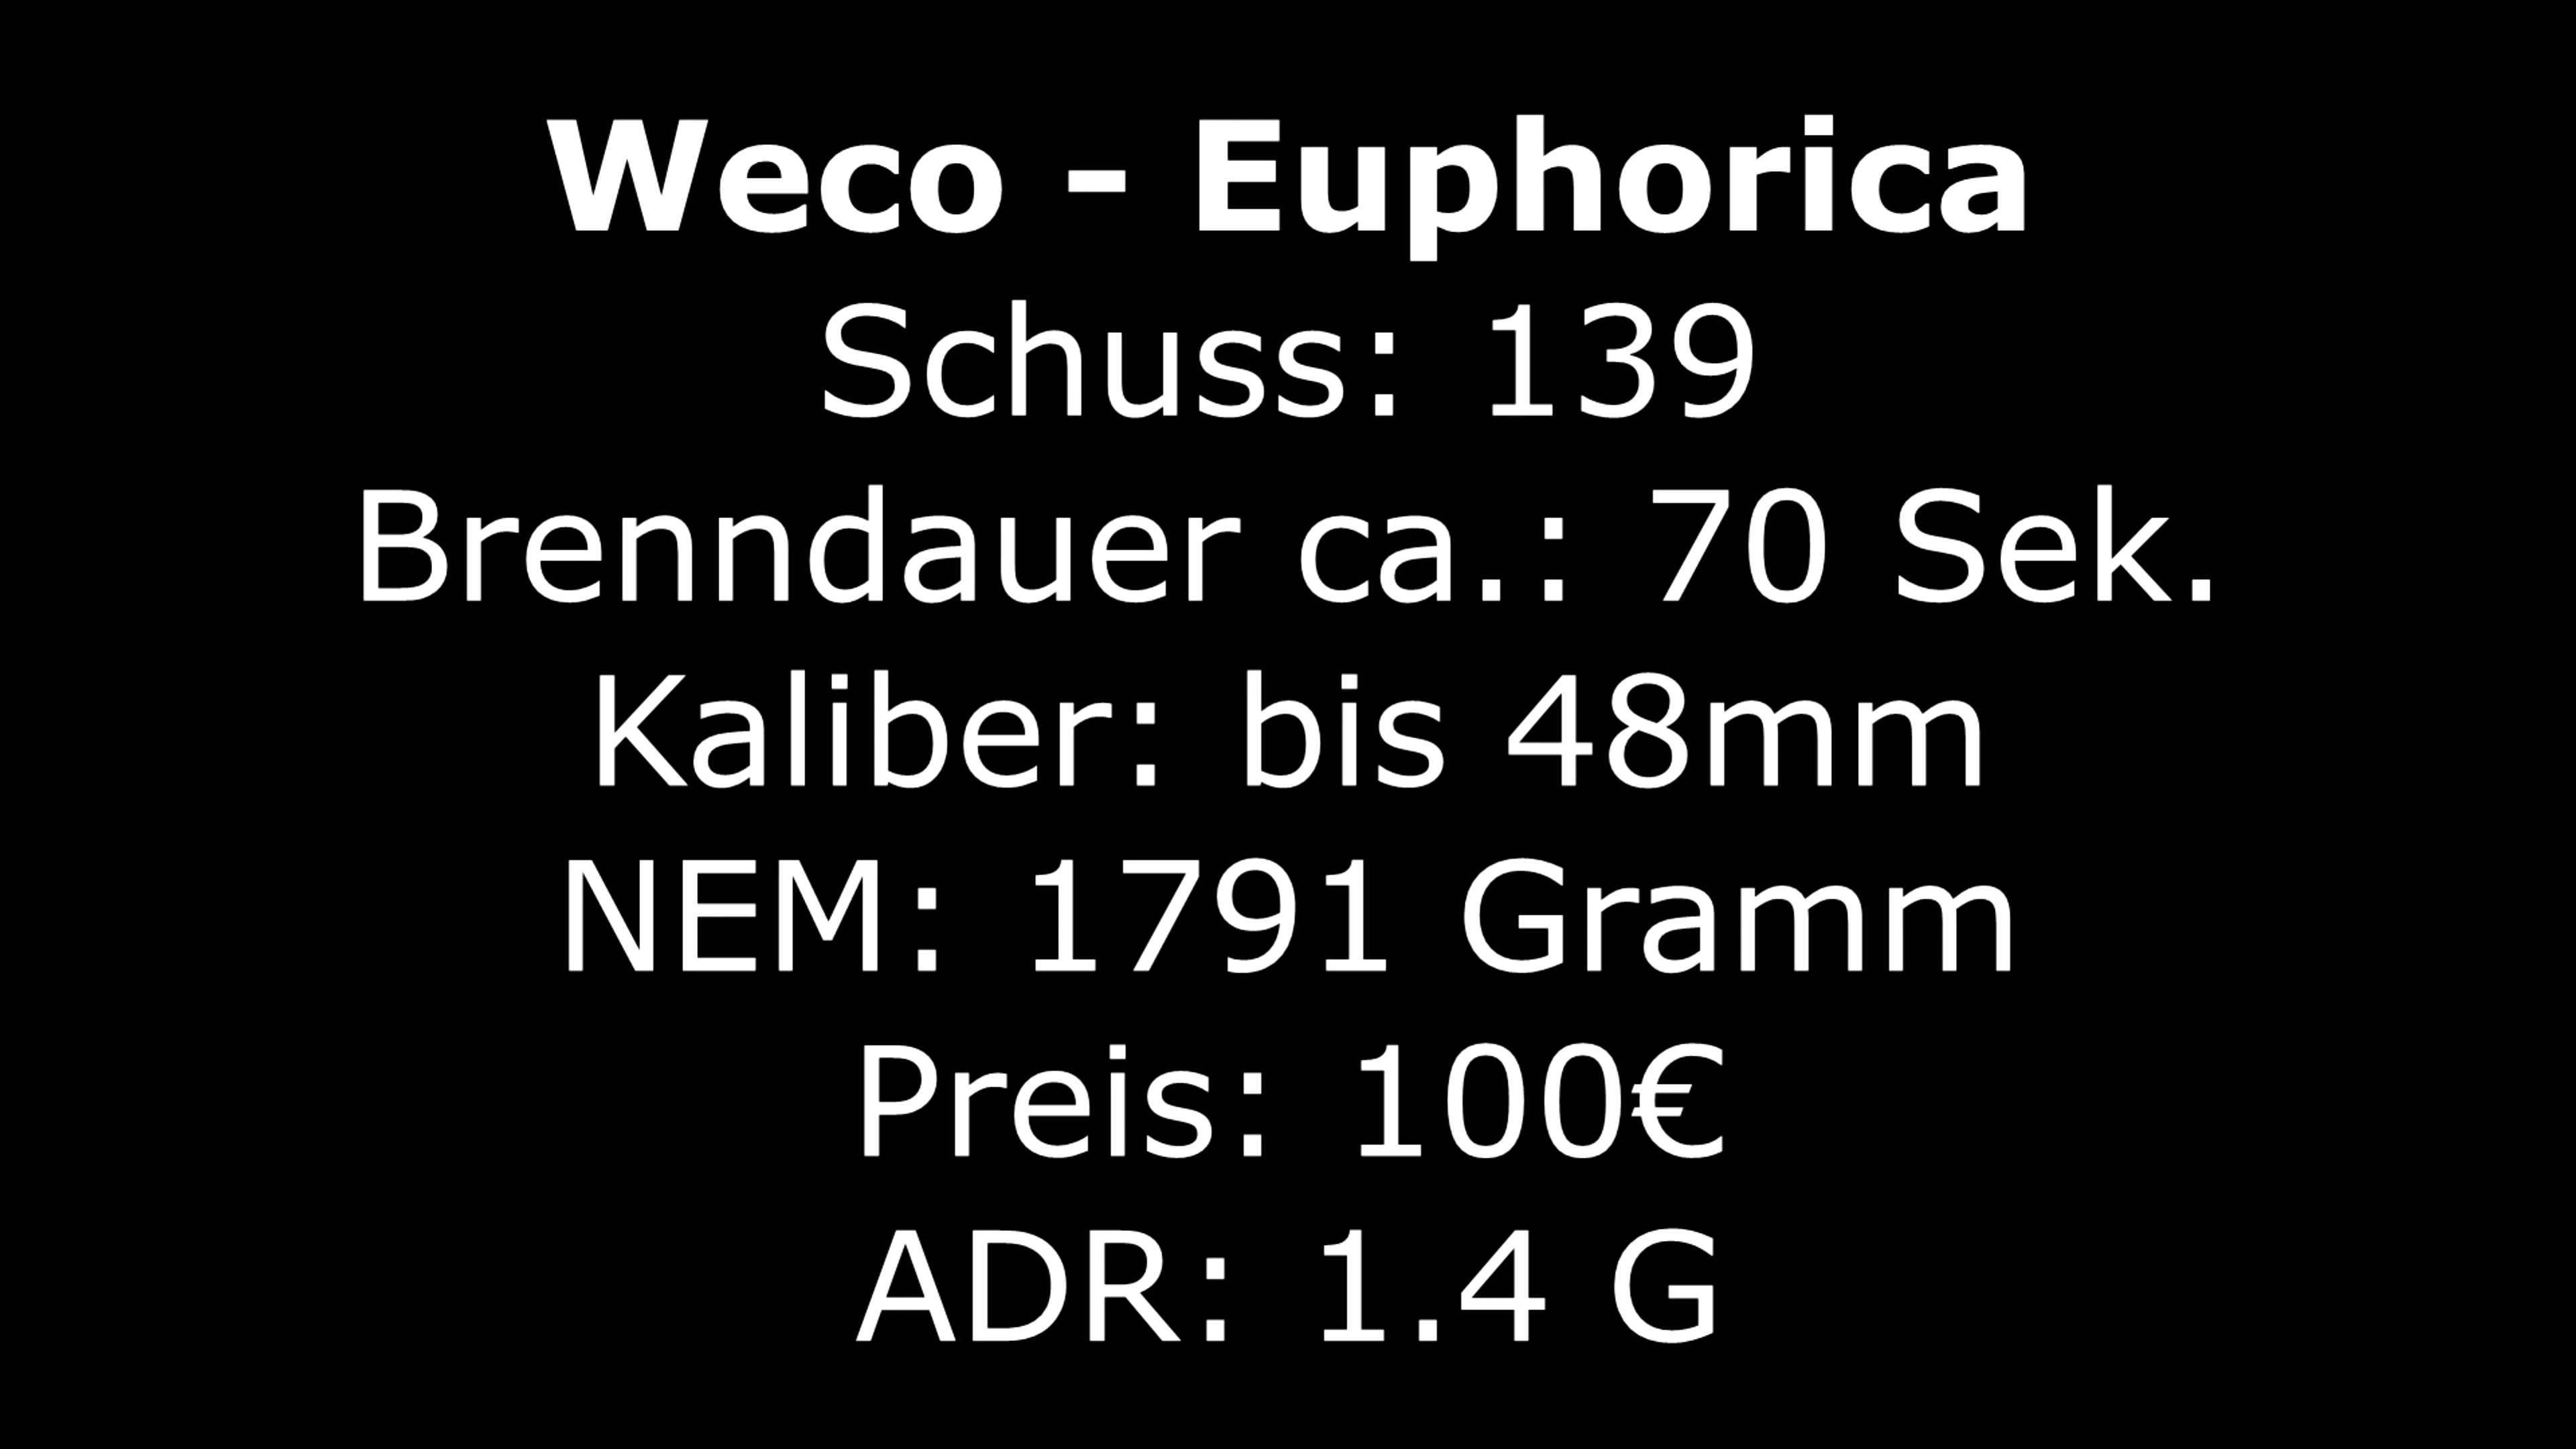 Weco - Euphorica
Schuss: 139
Brenndauer ca.: 70 Sek.
Kaliber: bis 48mm
NEM: 1791 Gramm
Preis: 100€
ADR: 1.4 G